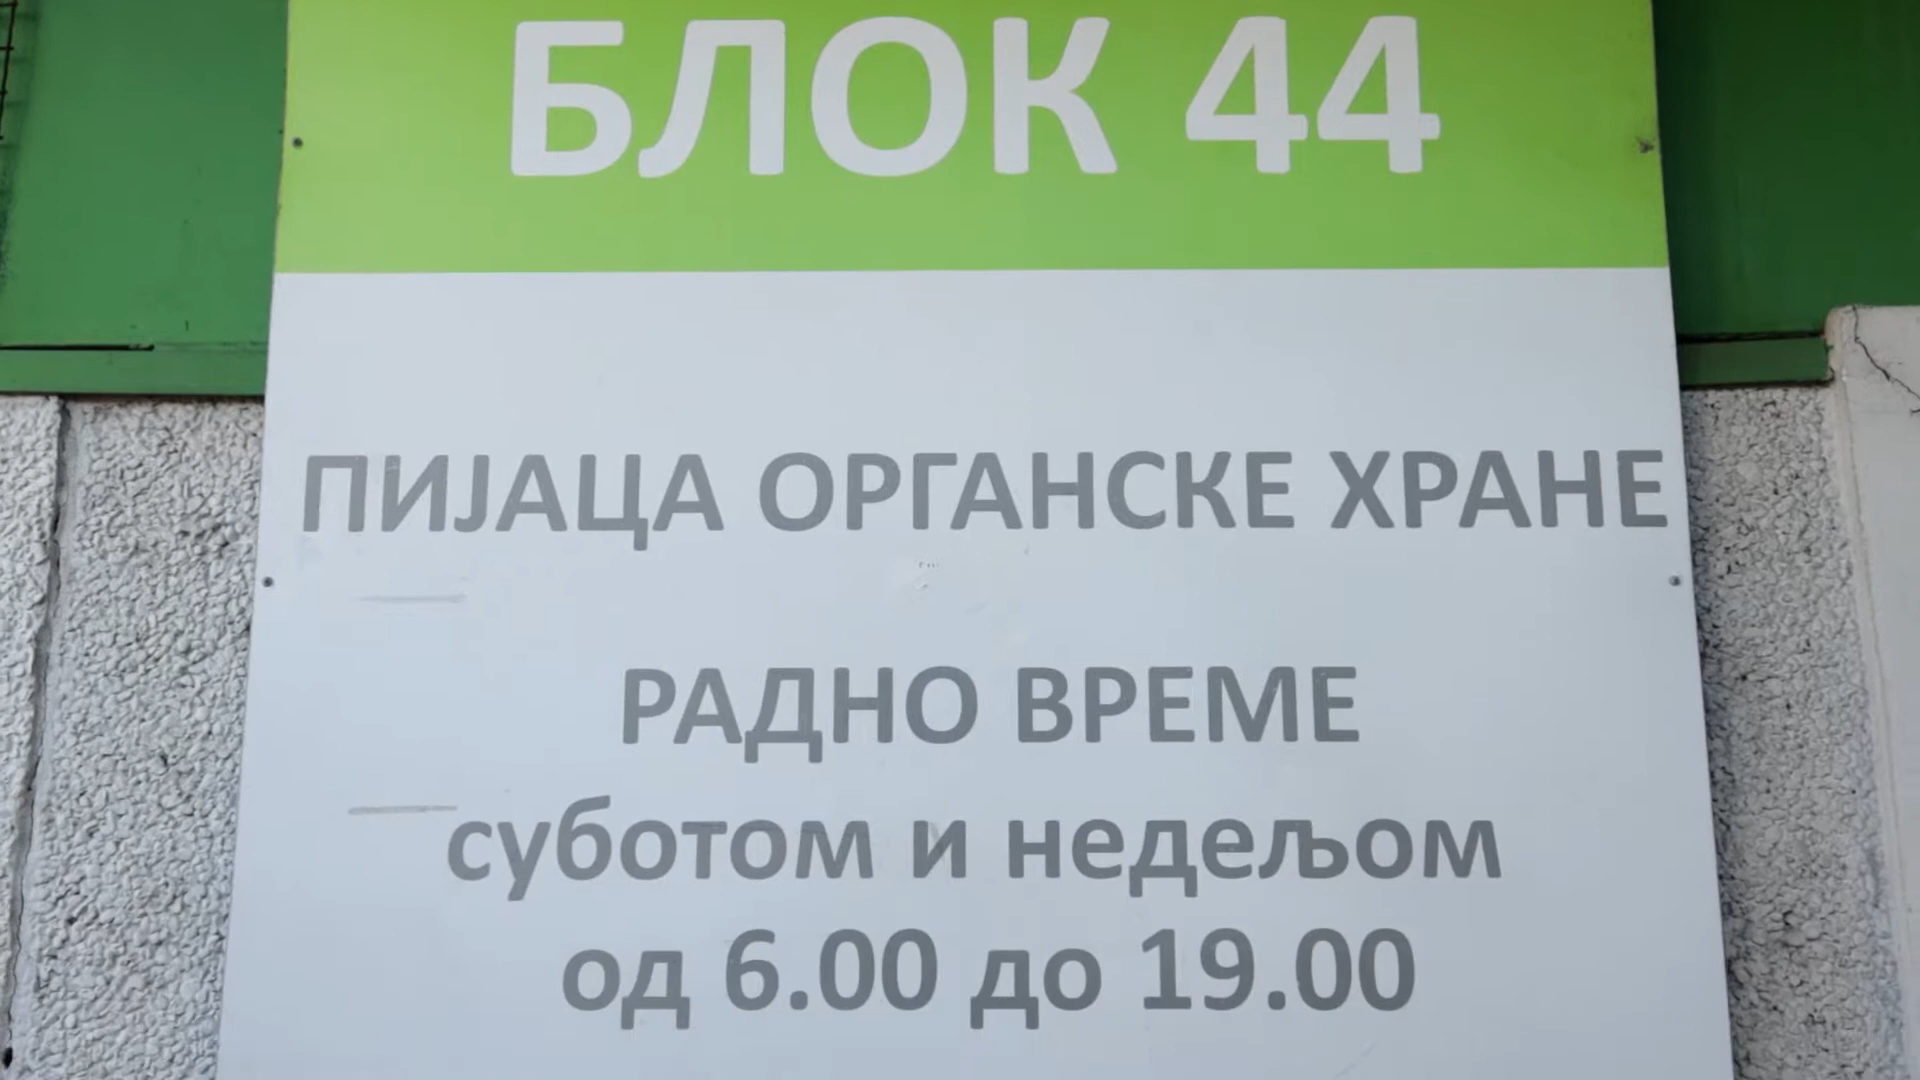 БЛОК 44
ПИЈАЦА ОРГАНСКЕ ХРАНЕ
РАДНО ВРЕМЕ
суботом и недељом
од 6.00 до 19.00